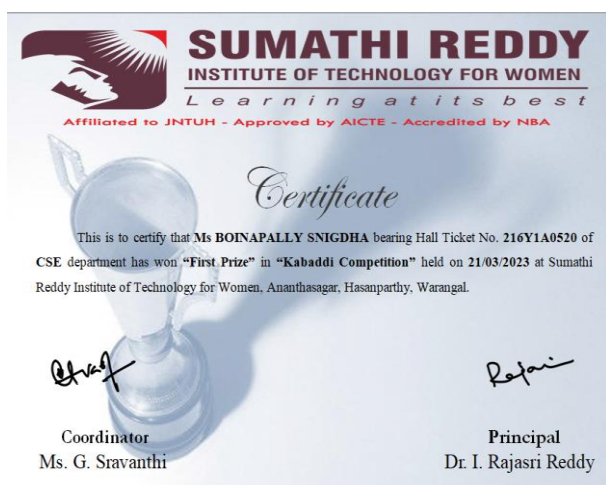 SUMATHI REDDY
INSTITUTE OF TECHNOLOGY FOR WOMEN
Learning at its best
Affiliated to JNTUH - Approved by AICTE - Accredited by NBA
Certificate
This is to certify that Ms BOINAPALLY SNIGDHA bearing Hall Ticket No. 216Y1A0520 of
CSE department has won “First Prize” in “Kabaddi Competition” held on 21/03/2023 at Sumathi
Reddy Institute of Technology for Women, Ananthasagar, Hasanparthy, Warangal.
Coordinator
Ms. G. Sravanthi
Principal
Dr. I. Rajasri Reddy